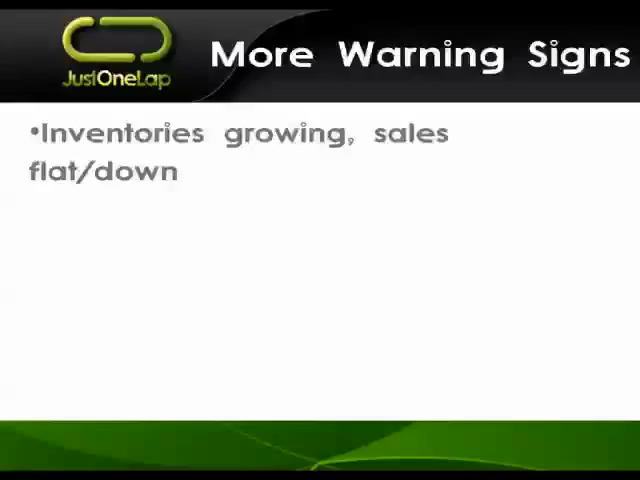 JustOneLap
More Warning Signs
•Inventories growing, sales
flat/down